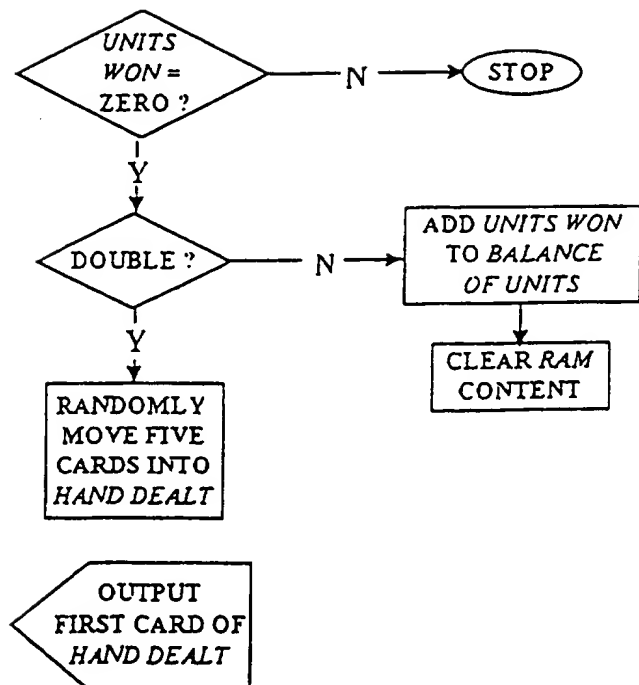 UNITS
WON =
ZERO ?
N
STOP
Y
DOUBLE ?
N
ADD UNITS WON
TO BALANCE
OF UNITS
Y
CLEAR RAM
CONTENT
RANDOMLY
MOVE FIVE
CARDS INTO
HAND DEALT
OUTPUT
FIRST CARD OF
HAND DEALT